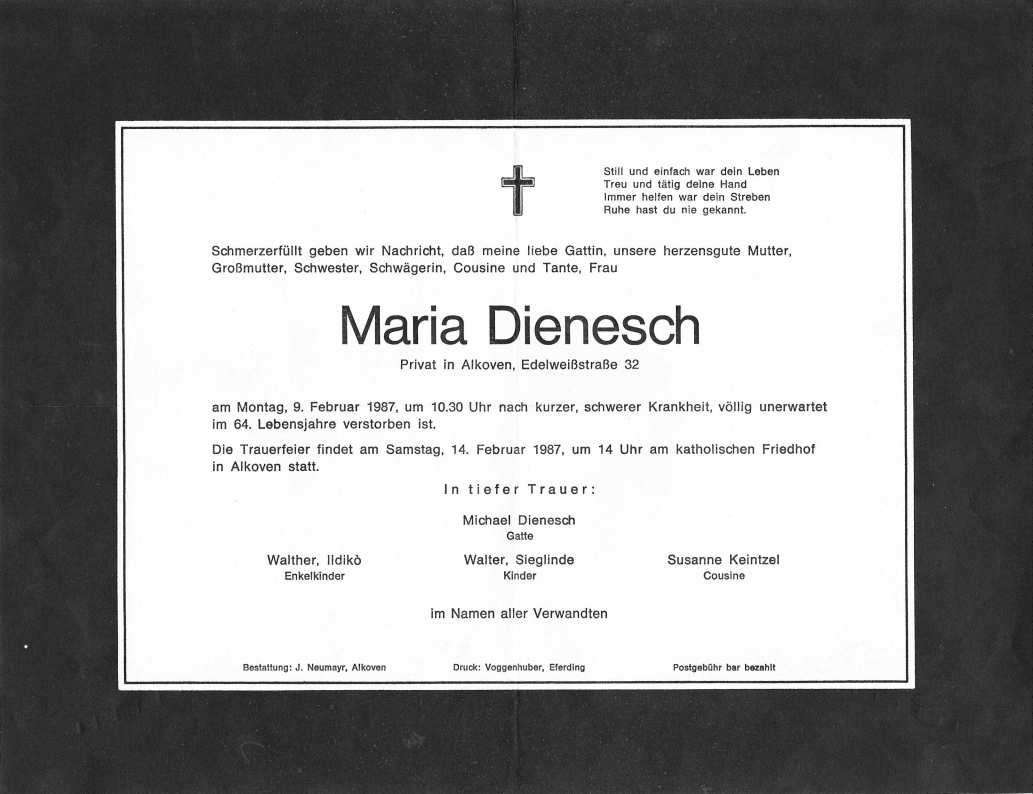 Still und einfach war dein Leben
Treu und tätig deine Hand
Immer helfen war dein Streben
Ruhe hast du nie gekannt.
Schmerzerfüllt geben wir Nachricht, daß meine liebe Gattin, unsere herzensgute Mutter,
Großmutter, Schwester, Schwägerin, Cousine und Tante, Frau
Maria Dienesch
Privat in Alkoven, Edelweißstraße 32
am Montag, 9. Februar 1987, um 10.30 Uhr nach kurzer, schwerer Krankheit, völlig unerwartet
im 64. Lebensjahre verstorben ist.
Die Trauerfeier findet am Samstag, 14. Februar 1987, um 14 Uhr am katholischen Friedhof
in Alkoven statt.
In tiefer Trauer:
Michael Dienesch
Gatte
Walther, Ildikò Walter, Sieglinde Susanne Keintzel
Enkelkinder Kinder Cousine
im Namen aller Verwandten
Bestattung: J. Neumayr, Alkoven Druck: Voggenhuber, Eferding Postgebühr bar bezahlt